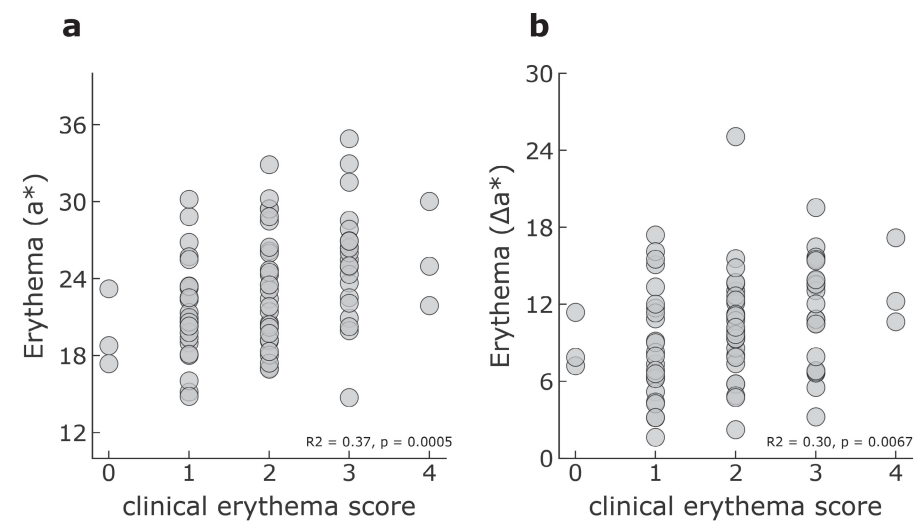 a
Erythema (a*)
36
30
24
18
12
0 1 2 3 4
R2 = 0.37, p = 0.0005
clinical erythema score
b
Erythema (Δa*)
30
24
18
12
6
0
0 1 2 3 4
R2 = 0.30, p = 0.0067
clinical erythema score